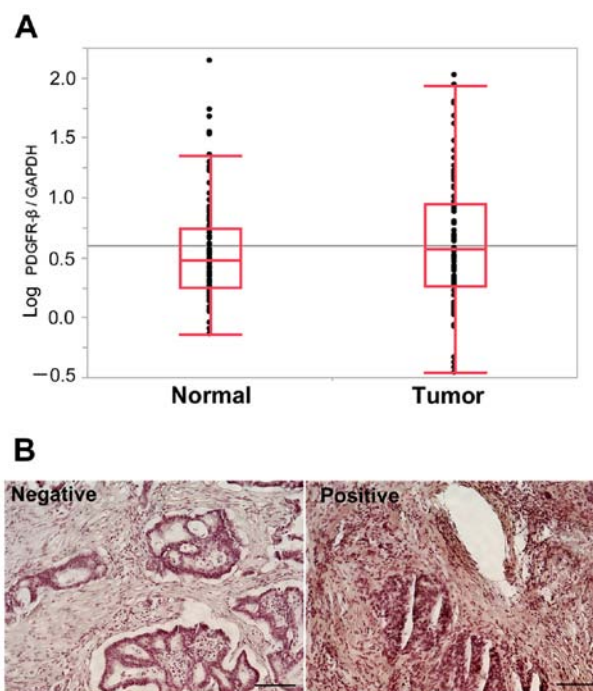 A
Log PDGFR-β / GAPDH
2.0
1.5
1.0
0.5
0.0
—0.5
Normal
Tumor
B
Negative
Positive